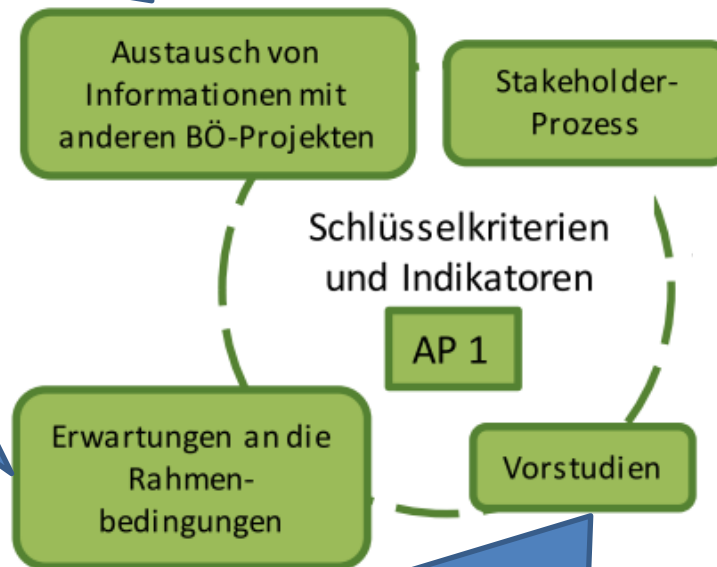 Austausch von
Informationen mit
anderen BÖ-Projekten
Stakeholder-
Prozess
Schlüsselkriterien
und Indikatoren
AP 1
Erwartungen an die
Rahmen-
bedingungen
Vorstudien